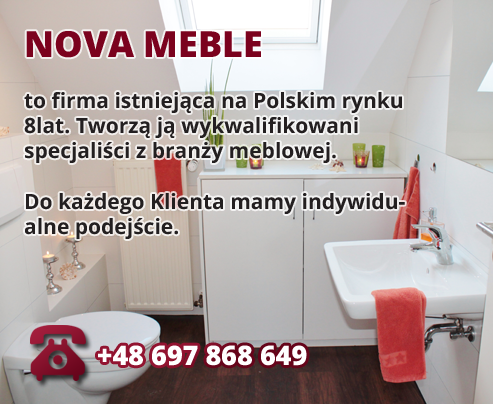 NOVA MEBLE
to firma istniejąca na Polskim rynku
8lat. Tworzą ją wykwalifikowani
specjaliści z branży meblowej.
Do każdego Klienta mamy indywidu-
alne podejście.
+48 697 868 649